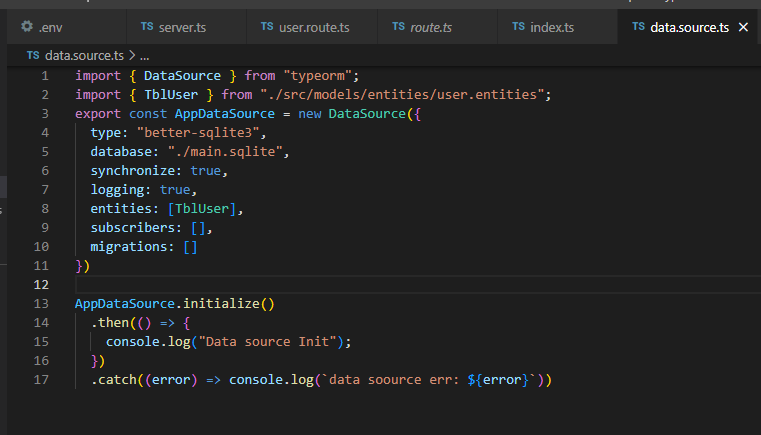 .env
TS server.ts
TS user.route.ts
TS route.ts
TS index.ts
TS data.source.ts ×
TS data.source.ts > ...
1 import { DataSource } from "typeorm";
2 import { TblUser } from "./src/models/entities/user.entities";
3 export const AppDataSource = new DataSource({
4 type: "better-sqlite3",
5 database: "./main.sqlite",
6 synchronize: true,
7 logging: true,
8 entities: [TblUser],
9 subscribers: [],
10 migrations: []
11 })
12
13 AppDataSource.initialize()
14 .then(() => {
15 console.log("Data source Init");
16 })
17 .catch((error) => console.log(`data soource err: ${error}`))